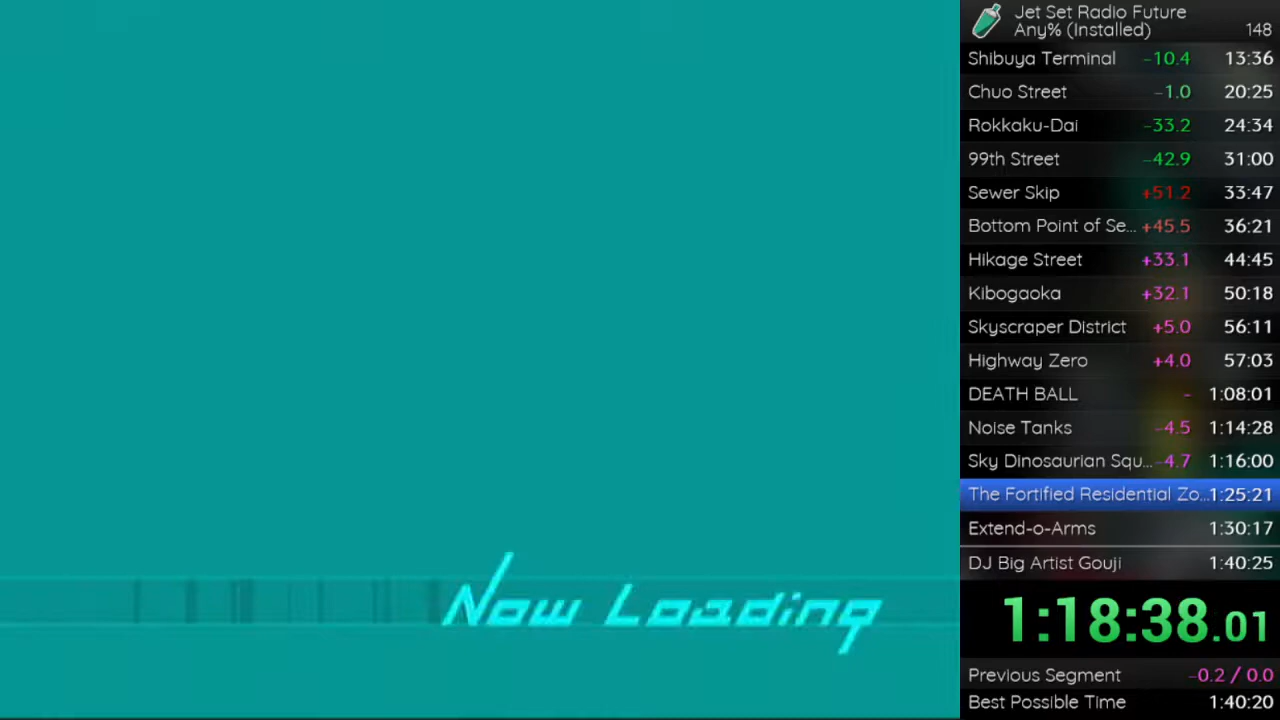 Jet Set Radio Future
Any% (Installed) 148
Shibuya Terminal -10.4 13:36
Chuo Street -1.0 20:25
Rokkaku-Dai -33.2 24:34
99th Street -42.9 31:00
Sewer Skip +51.2 33:47
Bottom Point of Se... +45.5 36:21
Hikage Street +33.1 44:45
Kibogaoka +32.1 50:18
Skyscraper District +5.0 56:11
Highway Zero +4.0 57:03
DEATH BALL - 1:08:01
Noise Tanks -4.5 1:14:28
Sky Dinosaurian Squ... -4.7 1:16:00
The Fortified Residential Zo... 1:25:21
Extend-o-Arms 1:30:17
DJ Big Artist Gouji 1:40:25
Now Loading
1:18:38.01
Previous Segment -0.2 / 0.0
Best Possible Time 1:40:20